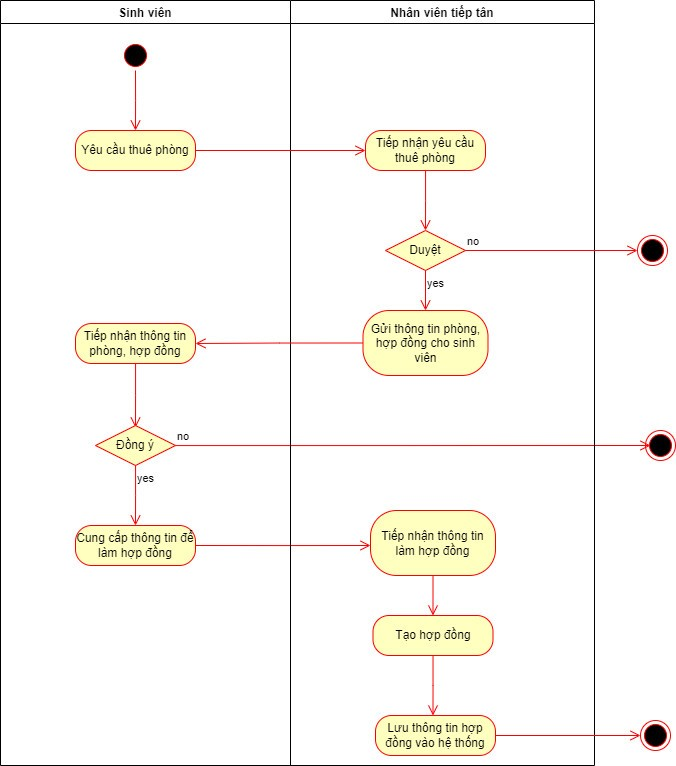 Sinh viên
Nhân viên tiếp tân
Yêu cầu thuê phòng
Tiếp nhận yêu cầu
thuê phòng
Duyệt
no
yes
Gửi thông tin phòng,
hợp đồng cho sinh
viên
Tiếp nhận thông tin
phòng, hợp đồng
Đồng ý
no
yes
Cung cấp thông tin để
làm hợp đồng
Tiếp nhận thông tin
làm hợp đồng
Tạo hợp đồng
Lưu thông tin hợp
đồng vào hệ thống